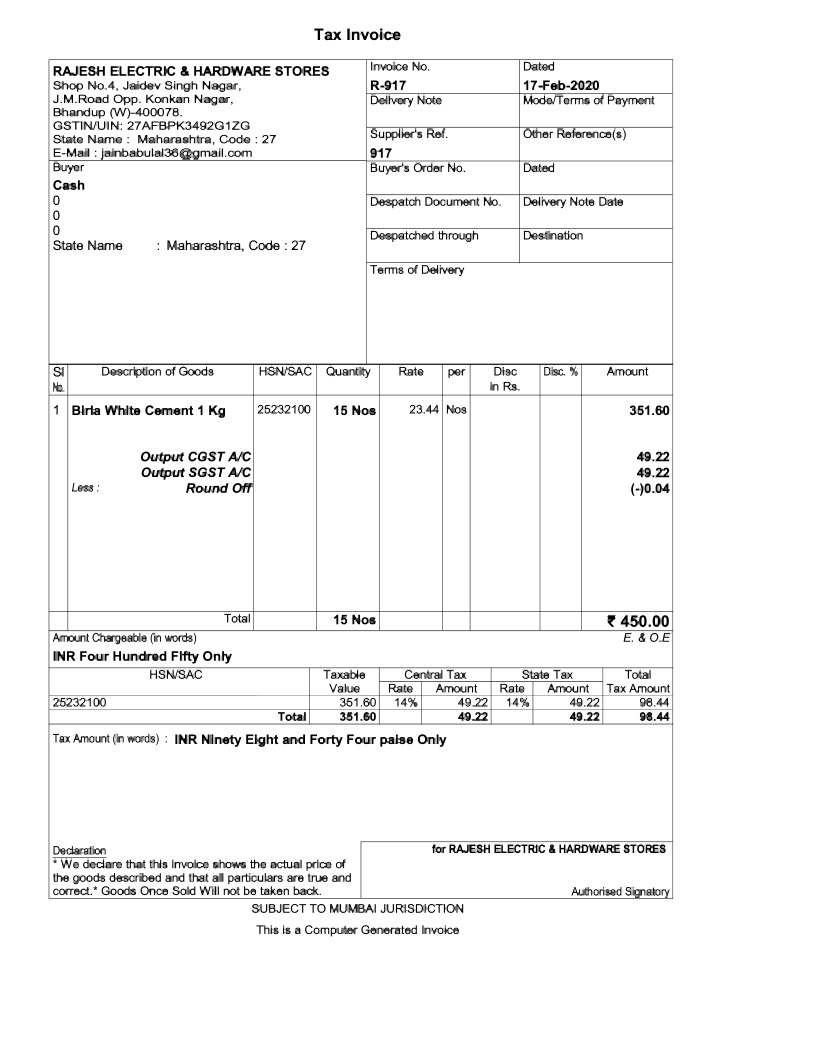 Tax Invoice
RAJESH ELECTRIC & HARDWARE STORES
Shop No.4, Jaidev Singh Nagar,
J.M.Road Opp. Konkan Nagar,
Bhandup (W)-400078.
GSTIN/UIN: 27AFBPK3492G1ZG
State Name : Maharashtra, Code : 27
E-Mail : jainbabulal36@gmail.com
Invoice No.
R-917
Dated
17-Feb-2020
Delivery Note
Mode/Terms of Payment
Supplier's Ref.
917
Other Reference(s)
Buyer
Cash
0
0
0
State Name : Maharashtra, Code : 27
Buyer's Order No.
Dated
Despatch Document No.
Delivery Note Date
Despatched through
Destination
Terms of Delivery
Sl No. Description of Goods HSN/SAC Quantity Rate per Disc in Rs. Disc. % Amount
1 Birla White Cement 1 Kg 25232100 15 Nos 23.44 Nos 351.60
Output CGST A/C 49.22
Output SGST A/C 49.22
Less : Round Off (-)0.04
Total 15 Nos ₹ 450.00
Amount Chargeable (in words) E. & O.E
INR Four Hundred Fifty Only
HSN/SAC Taxable Central Tax State Tax Total
Value Rate Amount Rate Amount Tax Amount
25232100 351.60 14% 49.22 14% 49.22 98.44
Total 351.60 49.22 49.22 98.44
Tax Amount (in words) : INR Ninety Eight and Forty Four paise Only
Declaration
* We declare that this invoice shows the actual price of
the goods described and that all particulars are true and
correct.* Goods Once Sold Will not be taken back.
for RAJESH ELECTRIC & HARDWARE STORES
Authorised Signatory
SUBJECT TO MUMBAI JURISDICTION
This is a Computer Generated Invoice